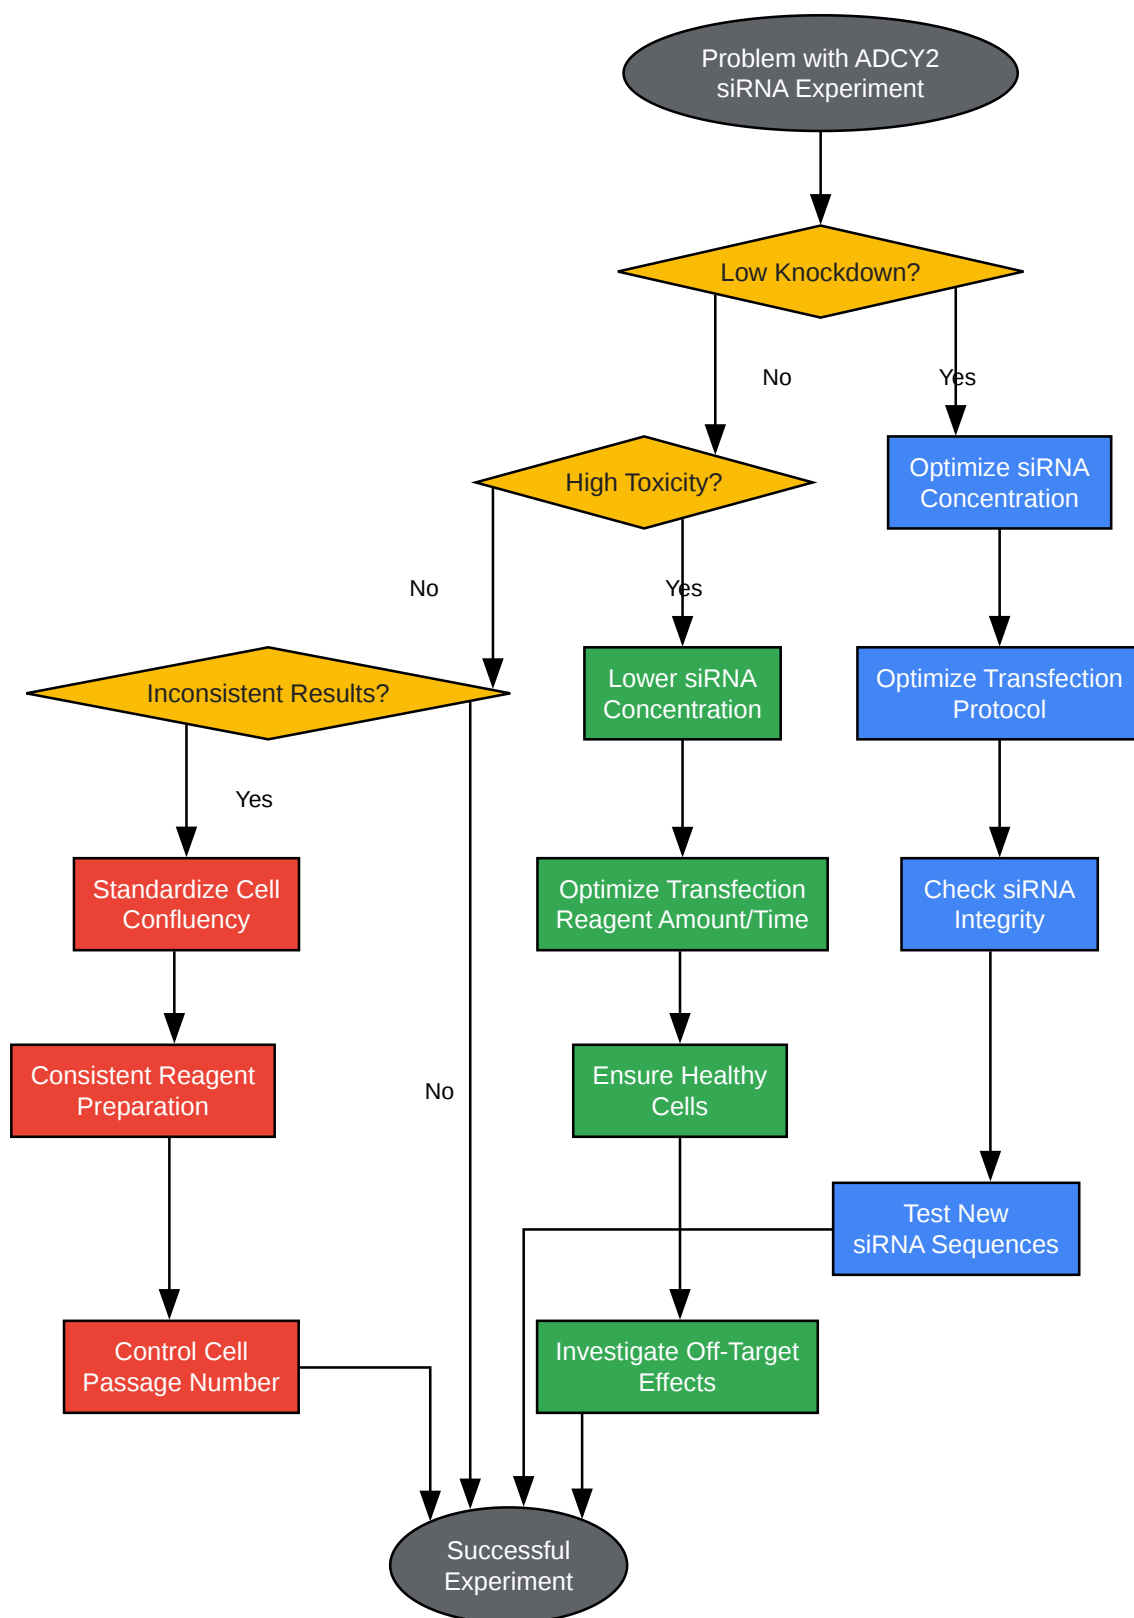 Problem with ADCY2
siRNA Experiment
Low Knockdown?
No
Yes
High Toxicity?
Optimize siRNA
Concentration
No
Yes
Inconsistent Results?
Lower siRNA
Concentration
Optimize Transfection
Protocol
Yes
Standardize Cell
Confluency
Optimize Transfection
Reagent Amount/Time
Check siRNA
Integrity
Consistent Reagent
Preparation
No
Ensure Healthy
Cells
Test New
siRNA Sequences
Control Cell
Passage Number
Investigate Off-Target
Effects
Successful
Experiment